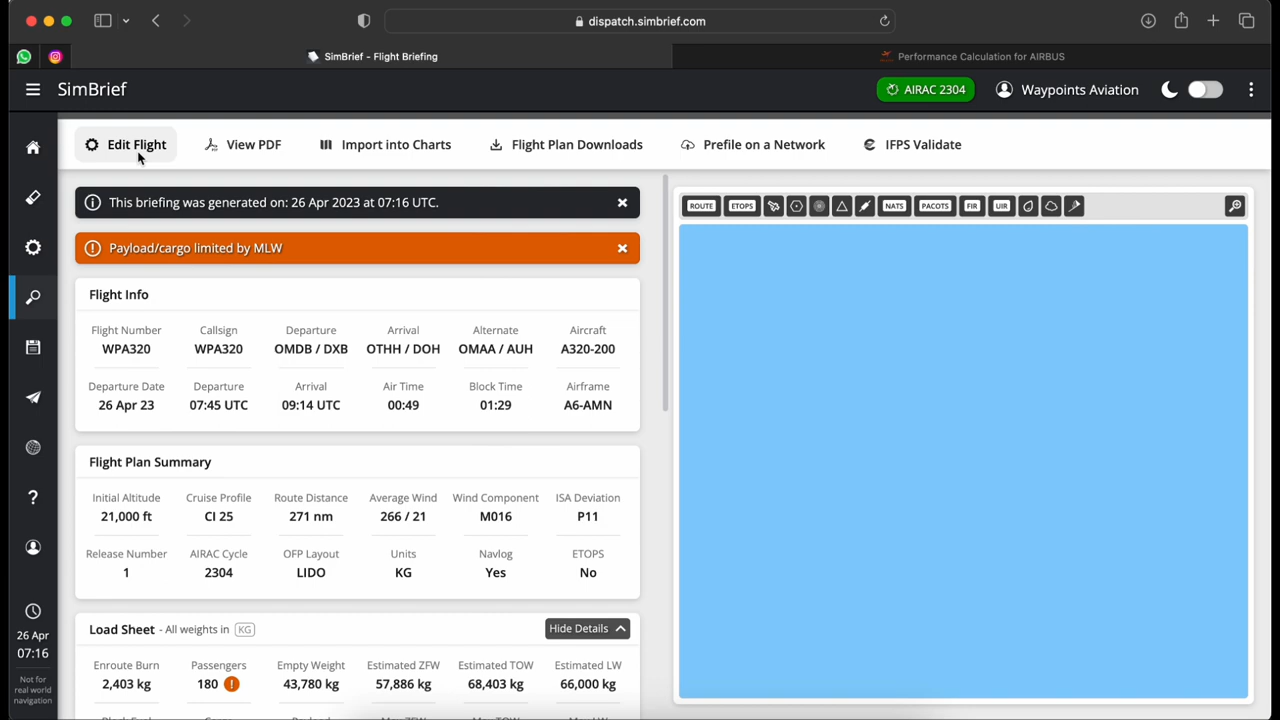 dispatch.simbrief.com
SimBrief - Flight Briefing
Performance Calculation for AIRBUS
SimBrief
AIRAC 2304
Waypoints Aviation
Edit Flight
View PDF
Import into Charts
Flight Plan Downloads
Prefile on a Network
IFPS Validate
This briefing was generated on: 26 Apr 2023 at 07:16 UTC.
Payload/cargo limited by MLW
ROUTE ETOPS NATS PACOTS FIR UIR
Flight Info
Flight Number Callsign Departure Arrival Alternate Aircraft
WPA320 WPA320 OMDB / DXB OTHH / DOH OMAA / AUH A320-200
Departure Date Departure Arrival Air Time Block Time Airframe
26 Apr 23 07:45 UTC 09:14 UTC 00:49 01:29 A6-AMN
Flight Plan Summary
Initial Altitude Cruise Profile Route Distance Average Wind Wind Component ISA Deviation
21,000 ft CI 25 271 nm 266 / 21 M016 P11
Release Number AIRAC Cycle OFP Layout Units Navlog ETOPS
1 2304 LIDO KG Yes No
Load Sheet - All weights in KG
Hide Details
Enroute Burn Passengers Empty Weight Estimated ZFW Estimated TOW Estimated LW
2,403 kg 180 43,780 kg 57,886 kg 68,403 kg 66,000 kg
26 Apr
07:16
Not for
real world
navigation